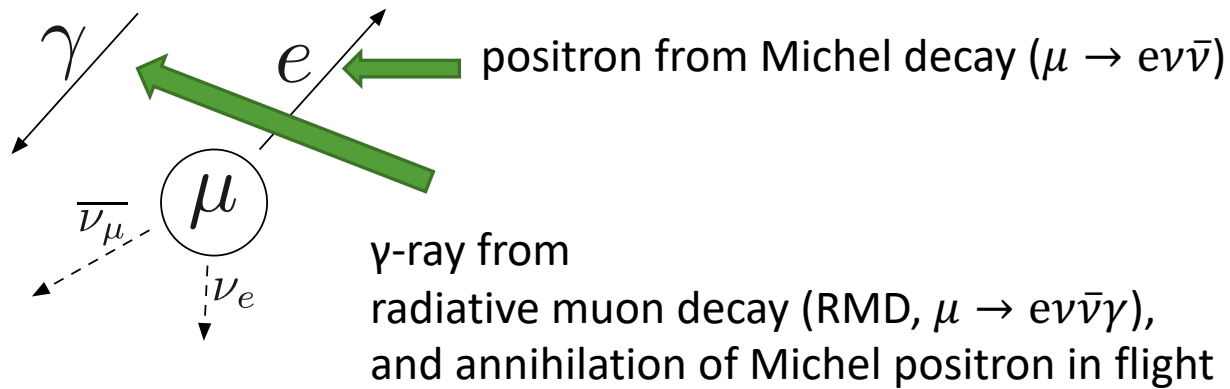 γ
e
positron from Michel decay (μ → eνν̄)
μ
ν̅_μ
ν_e
γ-ray from
radiative muon decay (RMD, μ → eνν̄γ),
and annihilation of Michel positron in flight